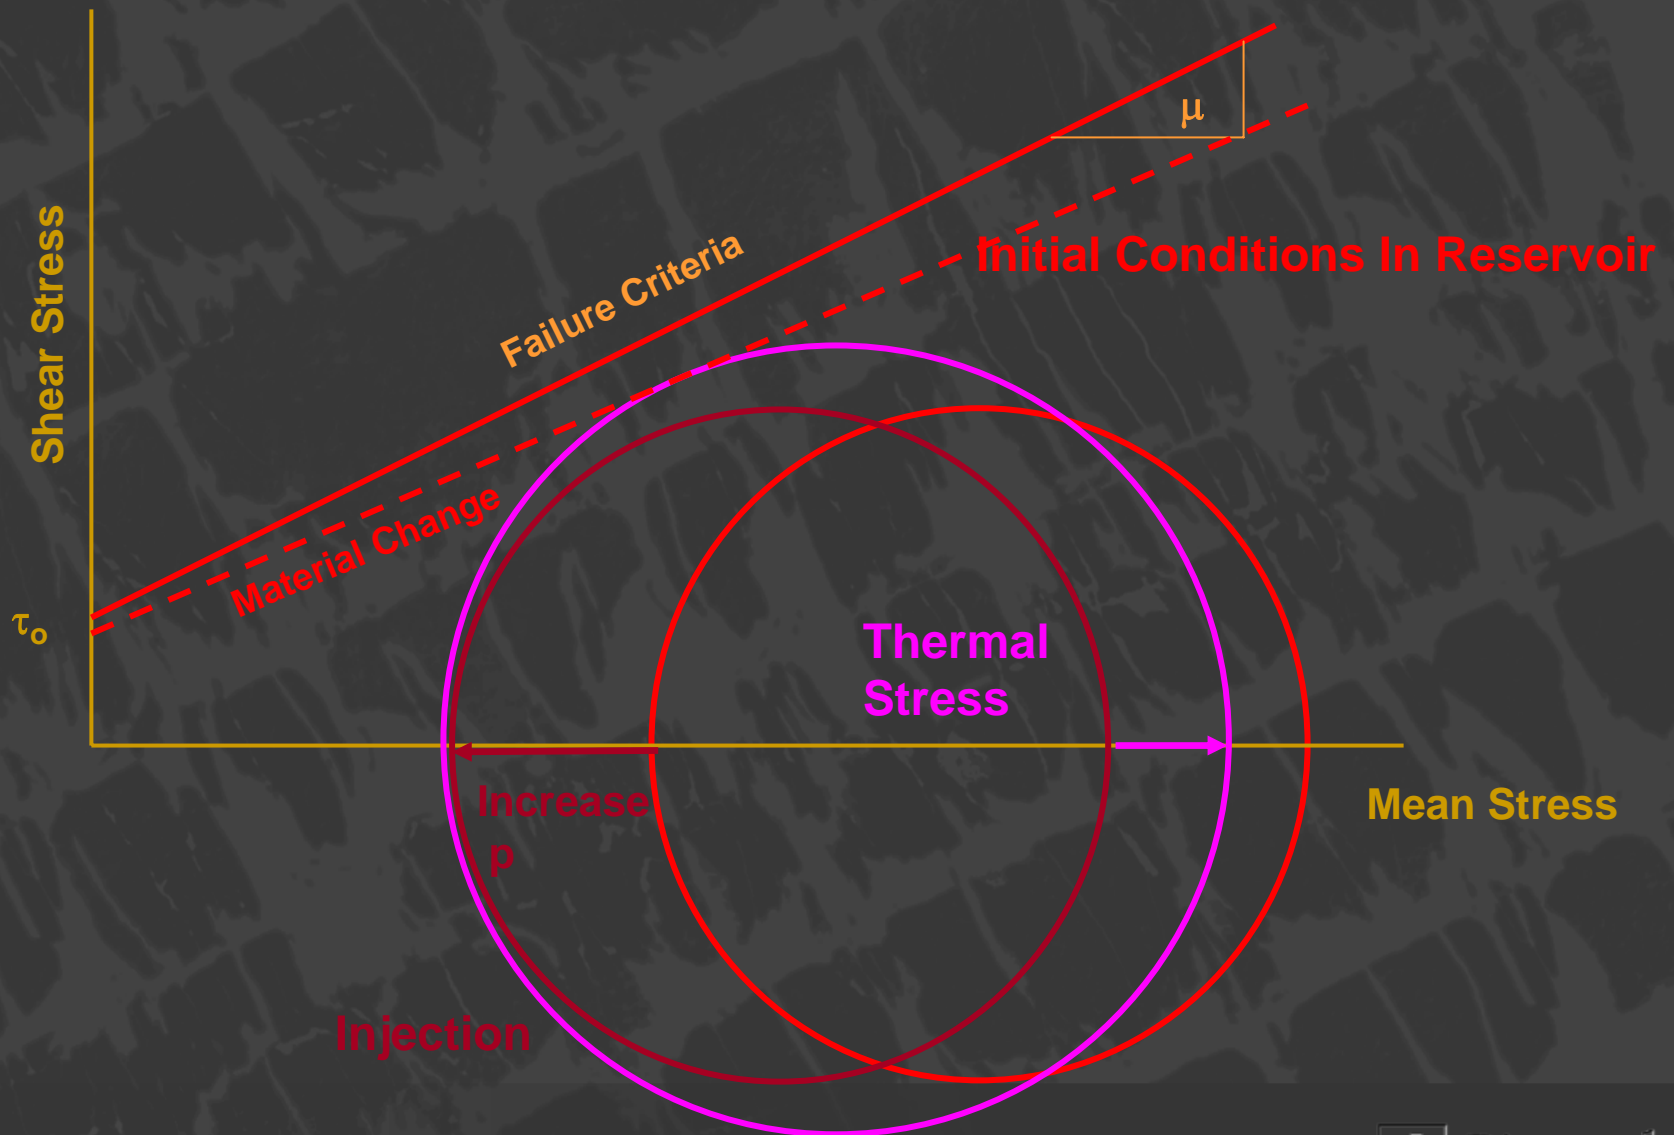 μ
Initial Conditions In Reservoir
Failure Criteria
Shear Stress
Material Change
τo
Thermal
Stress
Increase
p
Mean Stress
Injection